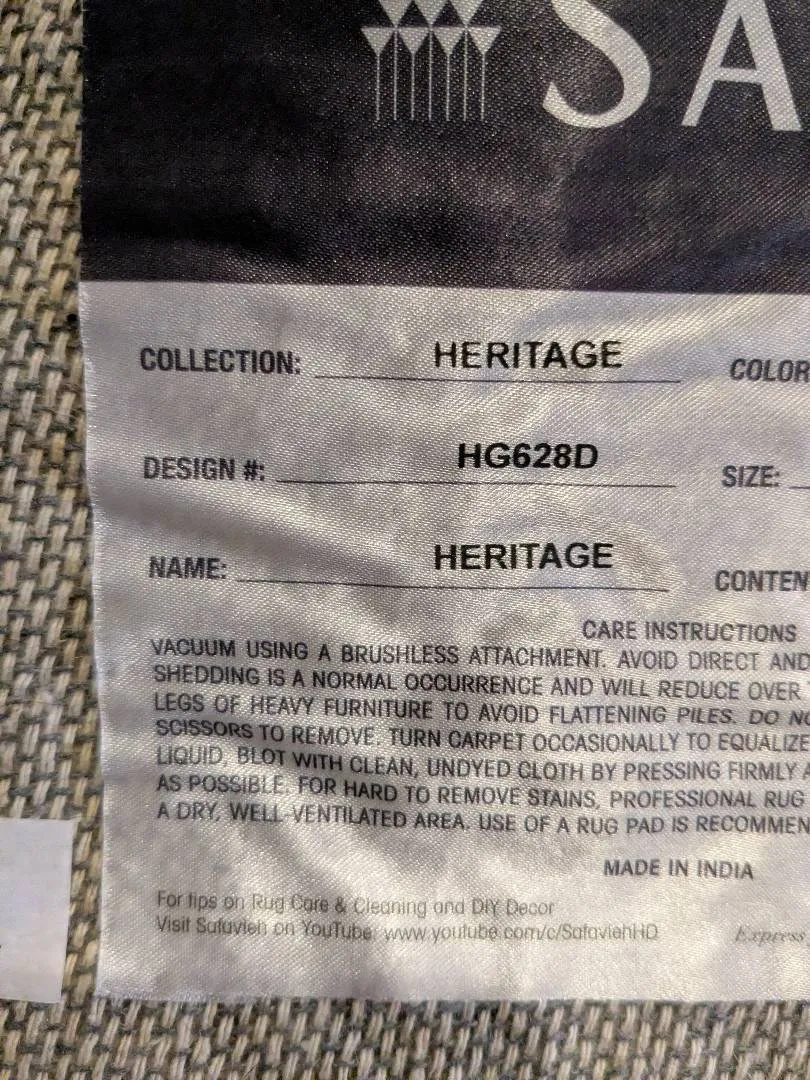 SA
COLLECTION: HERITAGE COLOR
DESIGN #: HG628D SIZE:
NAME: HERITAGE CONTEN
CARE INSTRUCTIONS
VACUUM USING A BRUSHLESS ATTACHMENT. AVOID DIRECT AND
SHEDDING IS A NORMAL OCCURRENCE AND WILL REDUCE OVER
LEGS OF HEAVY FURNITURE TO AVOID FLATTENING PILES. DO NO
SCISSORS TO REMOVE. TURN CARPET OCCASIONALLY TO EQUALIZE
LIQUID, BLOT WITH CLEAN, UNDYED CLOTH BY PRESSING FIRMLY A
AS POSSIBLE. FOR HARD TO REMOVE STAINS, PROFESSIONAL RUG
A DRY, WELL-VENTILATED AREA. USE OF A RUG PAD IS RECOMMEN
MADE IN INDIA
For tips on Rug Care & Cleaning and DIY Decor
Visit Safavieh on YouTube: www.youtube.com/c/SafaviehHD Express